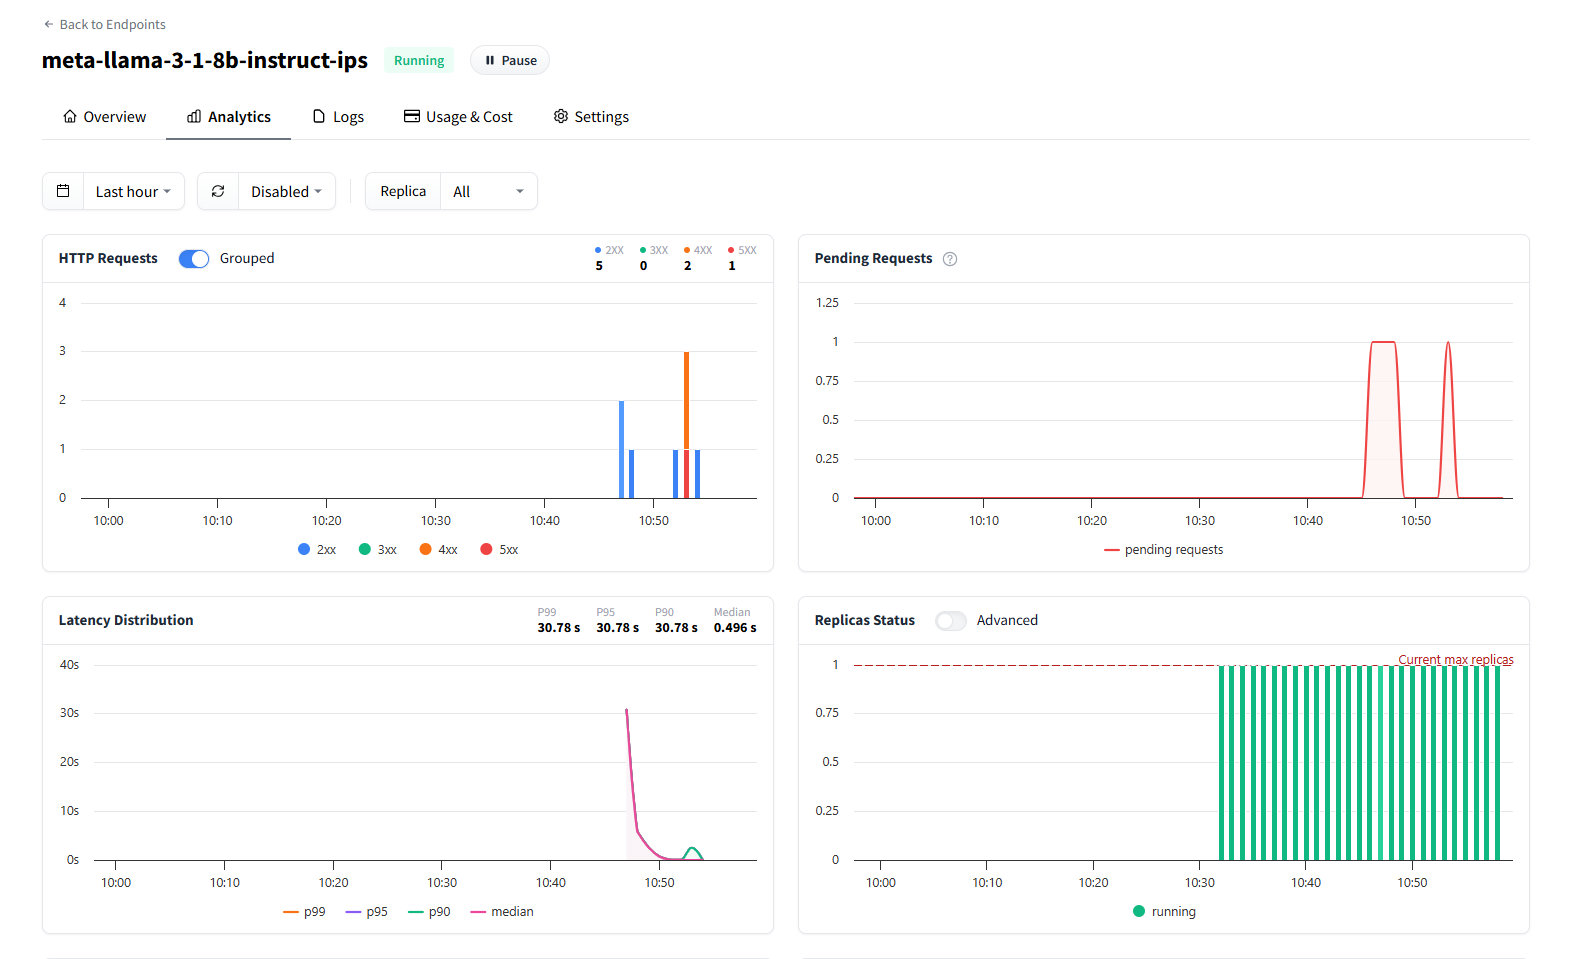 Back to Endpoints
meta-llama-3-1-8b-instruct-ips Running Pause
Overview Analytics Logs Usage & Cost Settings
Last hour Disabled Replica All
HTTP Requests Grouped
2XX 3XX 4XX 5XX
5 0 2 1
4
3
2
1
0
10:00 10:10 10:20 10:30 10:40 10:50
2xx 3xx 4xx 5xx
Pending Requests ?
1.25
1
0.75
0.5
0.25
0
10:00 10:10 10:20 10:30 10:40 10:50
pending requests
Latency Distribution
P99 P95 P90 Median
30.78 s 30.78 s 30.78 s 0.496 s
40s
30s
20s
10s
0s
10:00 10:10 10:20 10:30 10:40 10:50
p99 p95 p90 median
Replicas Status Advanced
Current max replicas
1
0.75
0.5
0.25
0
10:00 10:10 10:20 10:30 10:40 10:50
running